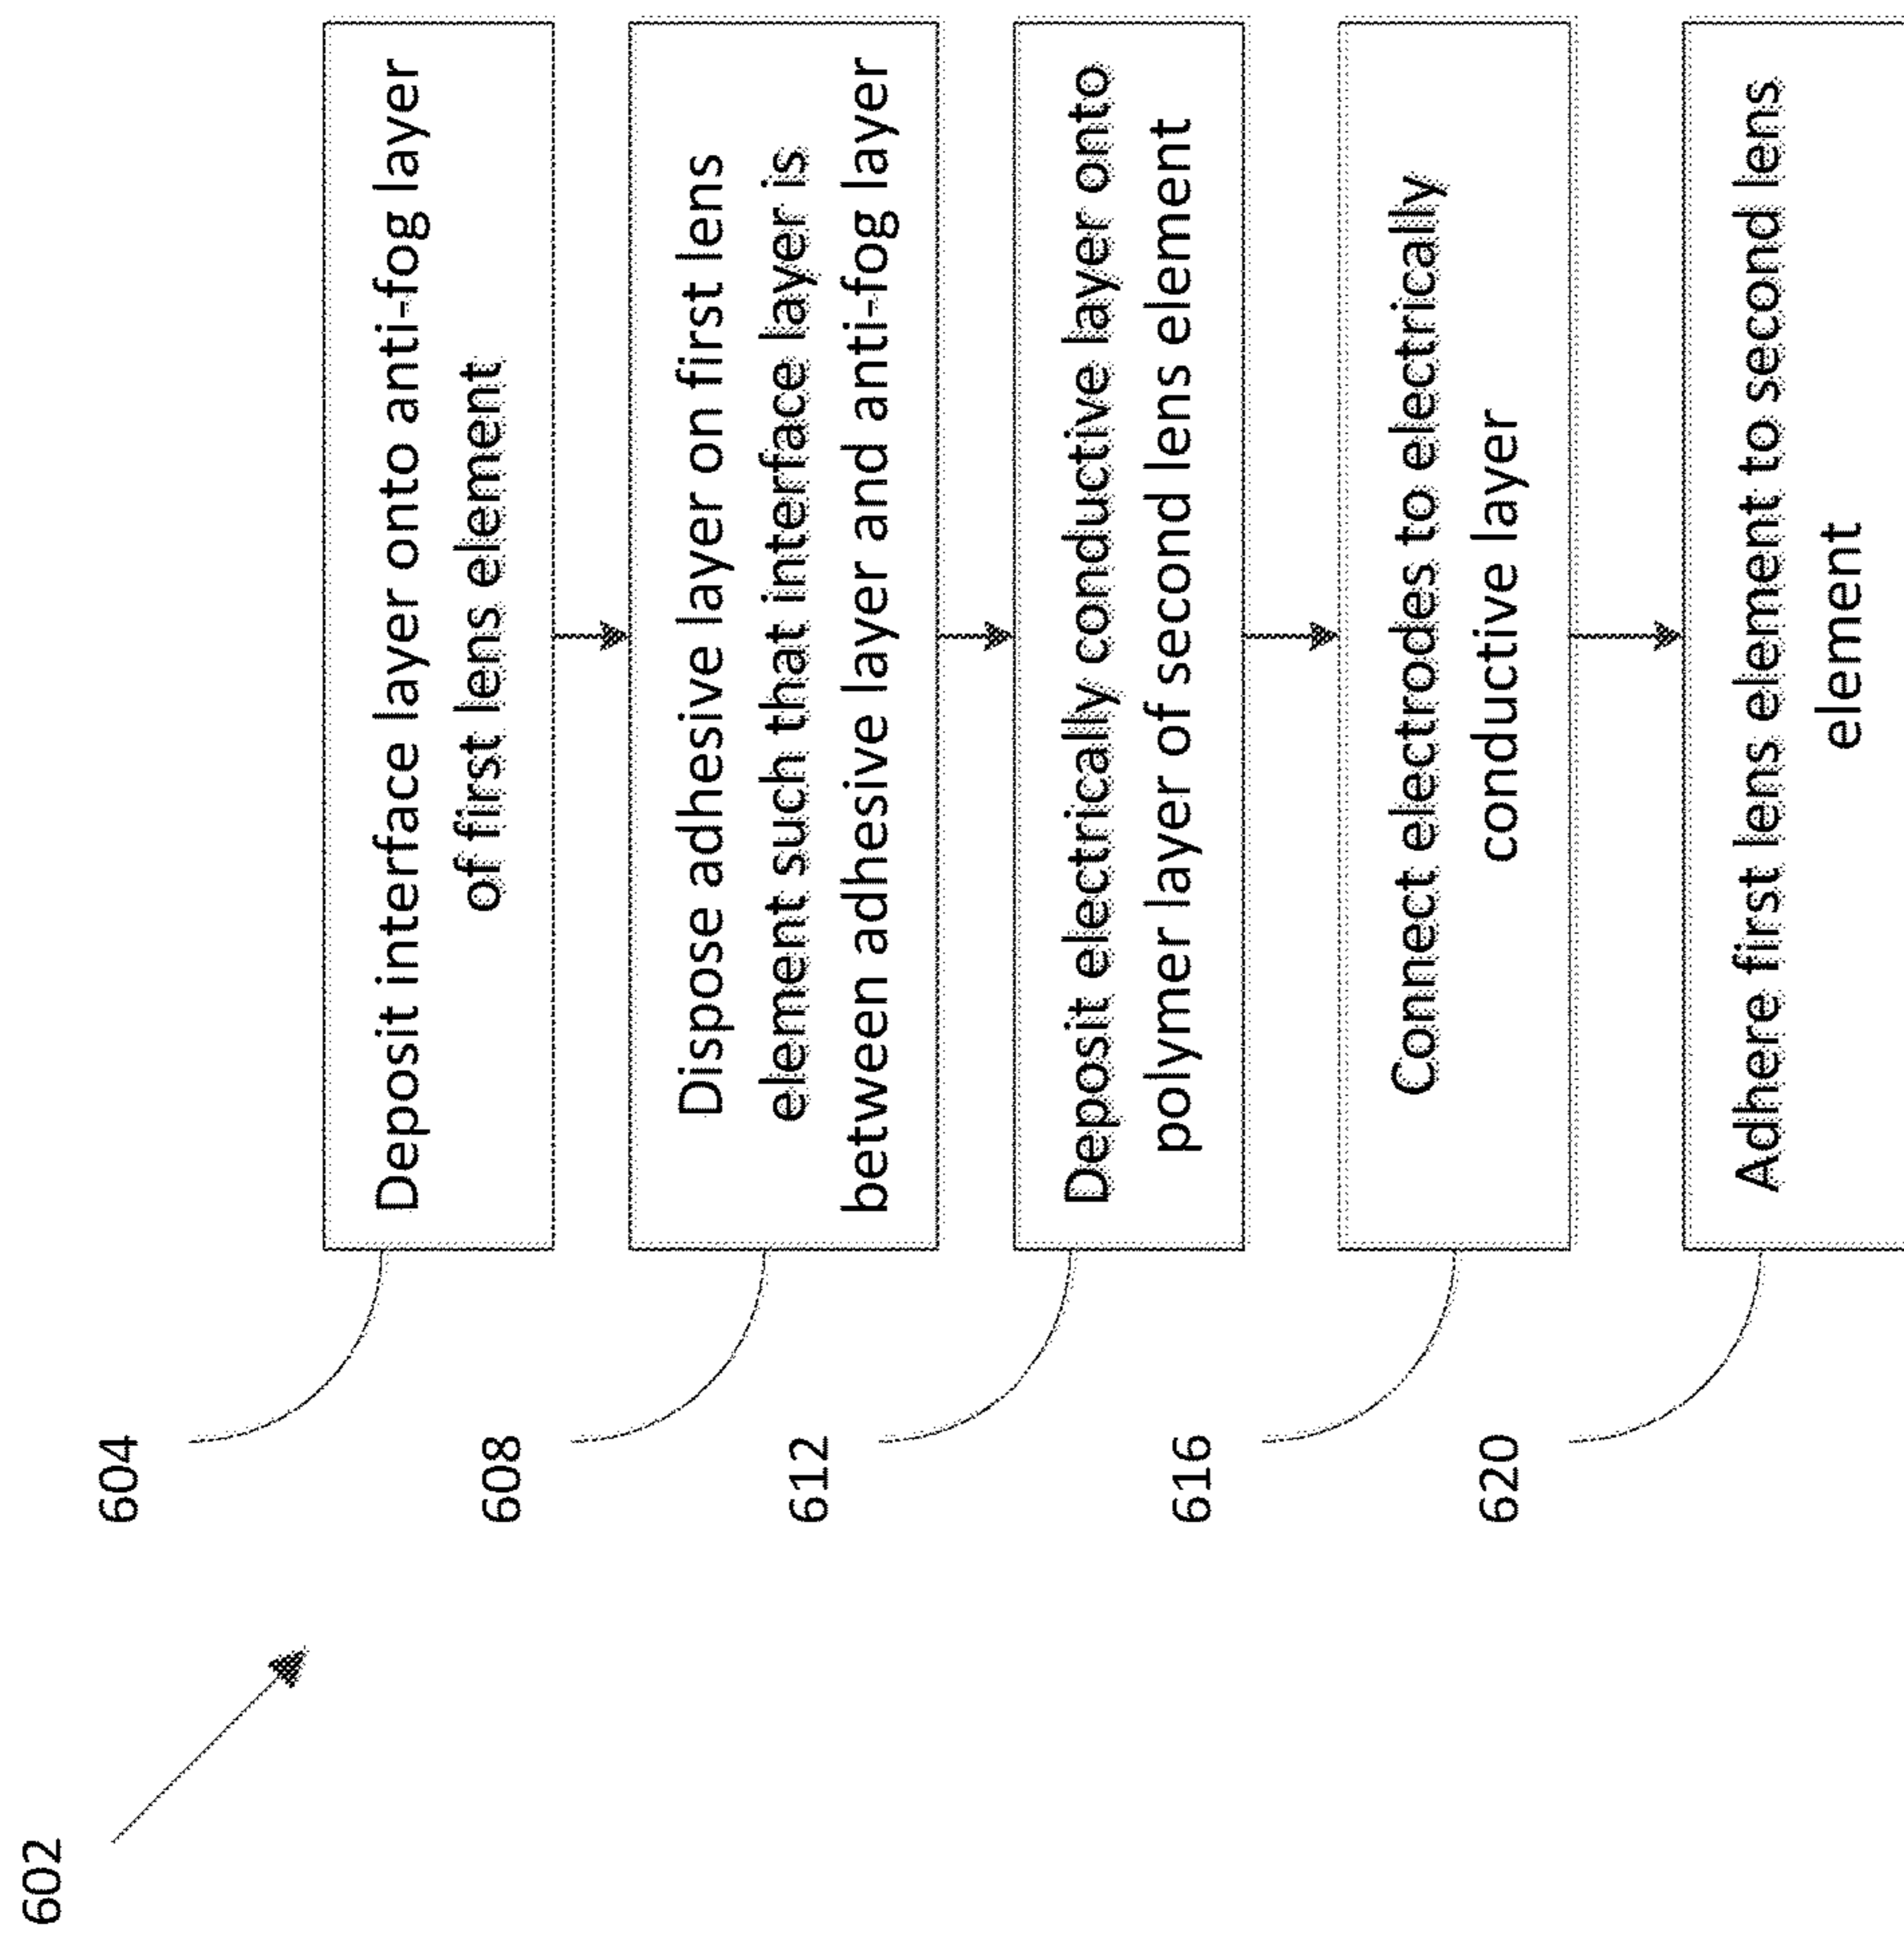 602
604
Deposit interface layer onto anti-fog layer
of first lens element
608
Dispose adhesive layer on first lens
element such that interface layer is
between adhesive layer and anti-fog layer
612
Deposit electrically conductive layer onto
polymer layer of second lens element
616
Connect electrodes to electrically
conductive layer
620
Adhere first lens element to second lens
element